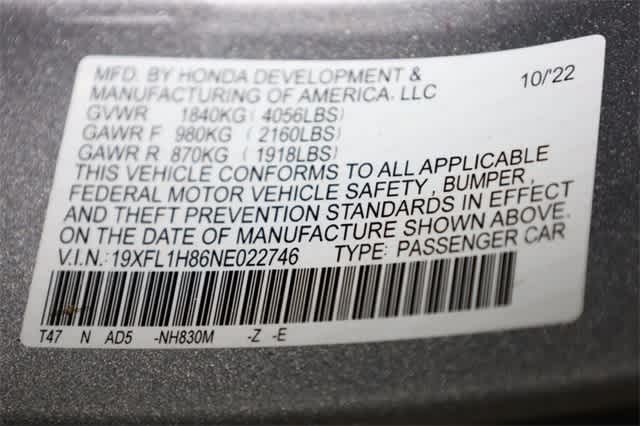 MFD. BY HONDA DEVELOPMENT &
MANUFACTURING OF AMERICA, LLC 10/'22
GVWR 1840KG ( 4056LBS)
GAWR F 980KG ( 2160LBS)
GAWR R 870KG ( 1918LBS)
THIS VEHICLE CONFORMS TO ALL APPLICABLE
FEDERAL MOTOR VEHICLE SAFETY, BUMPER,
AND THEFT PREVENTION STANDARDS IN EFFECT
ON THE DATE OF MANUFACTURE SHOWN ABOVE.
V.I.N.:19XFL1H86NE022746 TYPE: PASSENGER CAR
T47 N AD5 -NH830M -Z -E